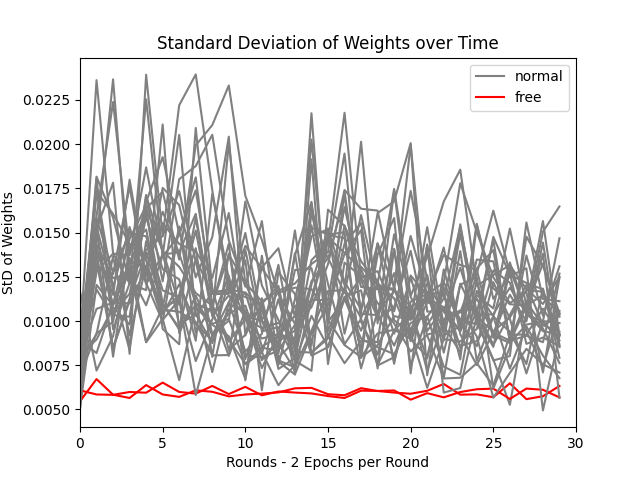 Standard Deviation of Weights over Time
StD of Weights
0.0225
0.0200
0.0175
0.0150
0.0125
0.0100
0.0075
0.0050
normal
free
0 5 10 15 20 25 30
Rounds - 2 Epochs per Round